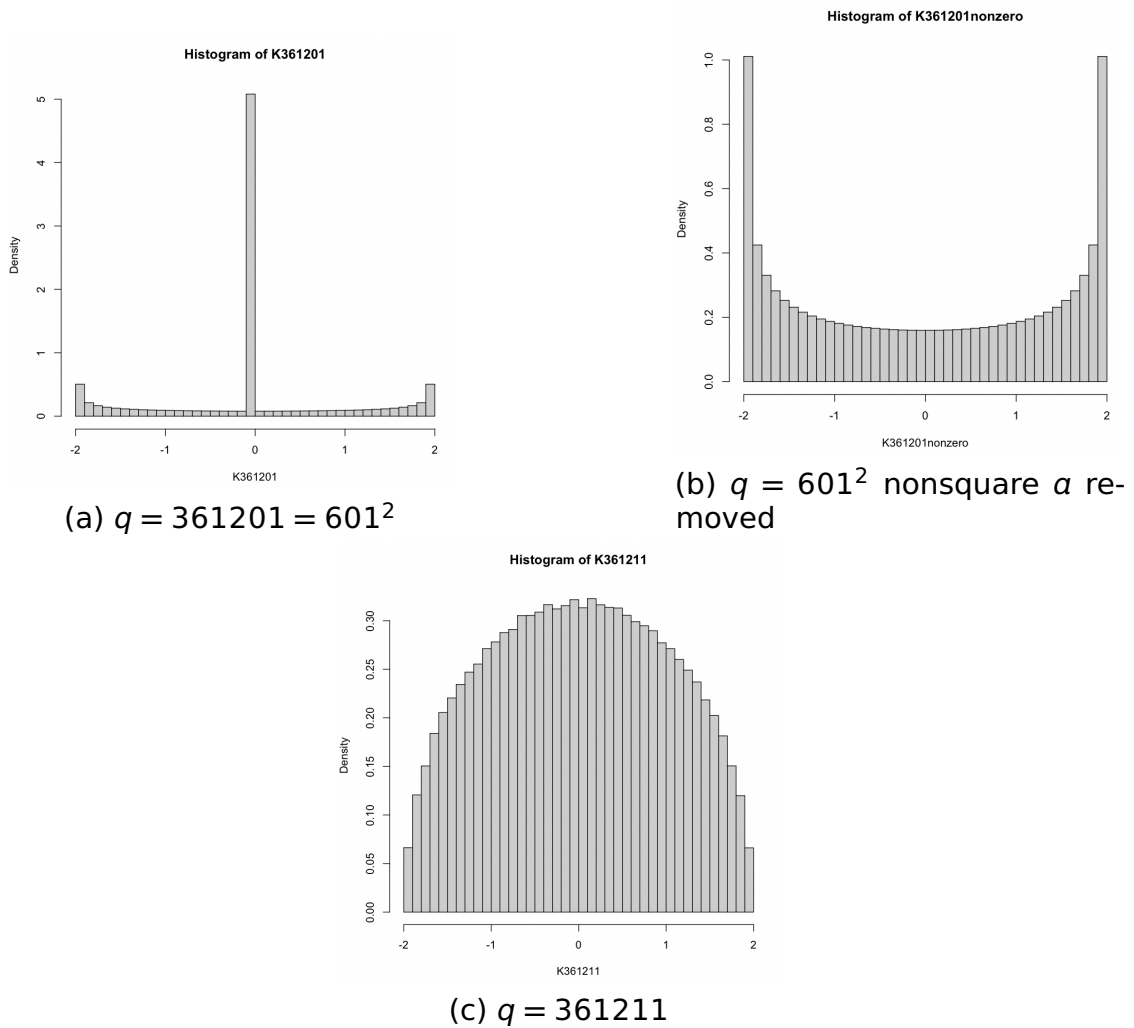 Histogram of K361201
Density
0
1
2
3
4
5
-2
-1
0
1
2
K361201
(a) q = 361201 = 601²
Histogram of K361201nonzero
Density
0.0
0.2
0.4
0.6
0.8
1.0
-2
-1
0
1
2
K361201nonzero
(b) q = 601² nonsquare α re-
moved
Histogram of K361211
Density
0.00
0.05
0.10
0.15
0.20
0.25
0.30
-2
-1
0
1
2
K361211
(c) q = 361211